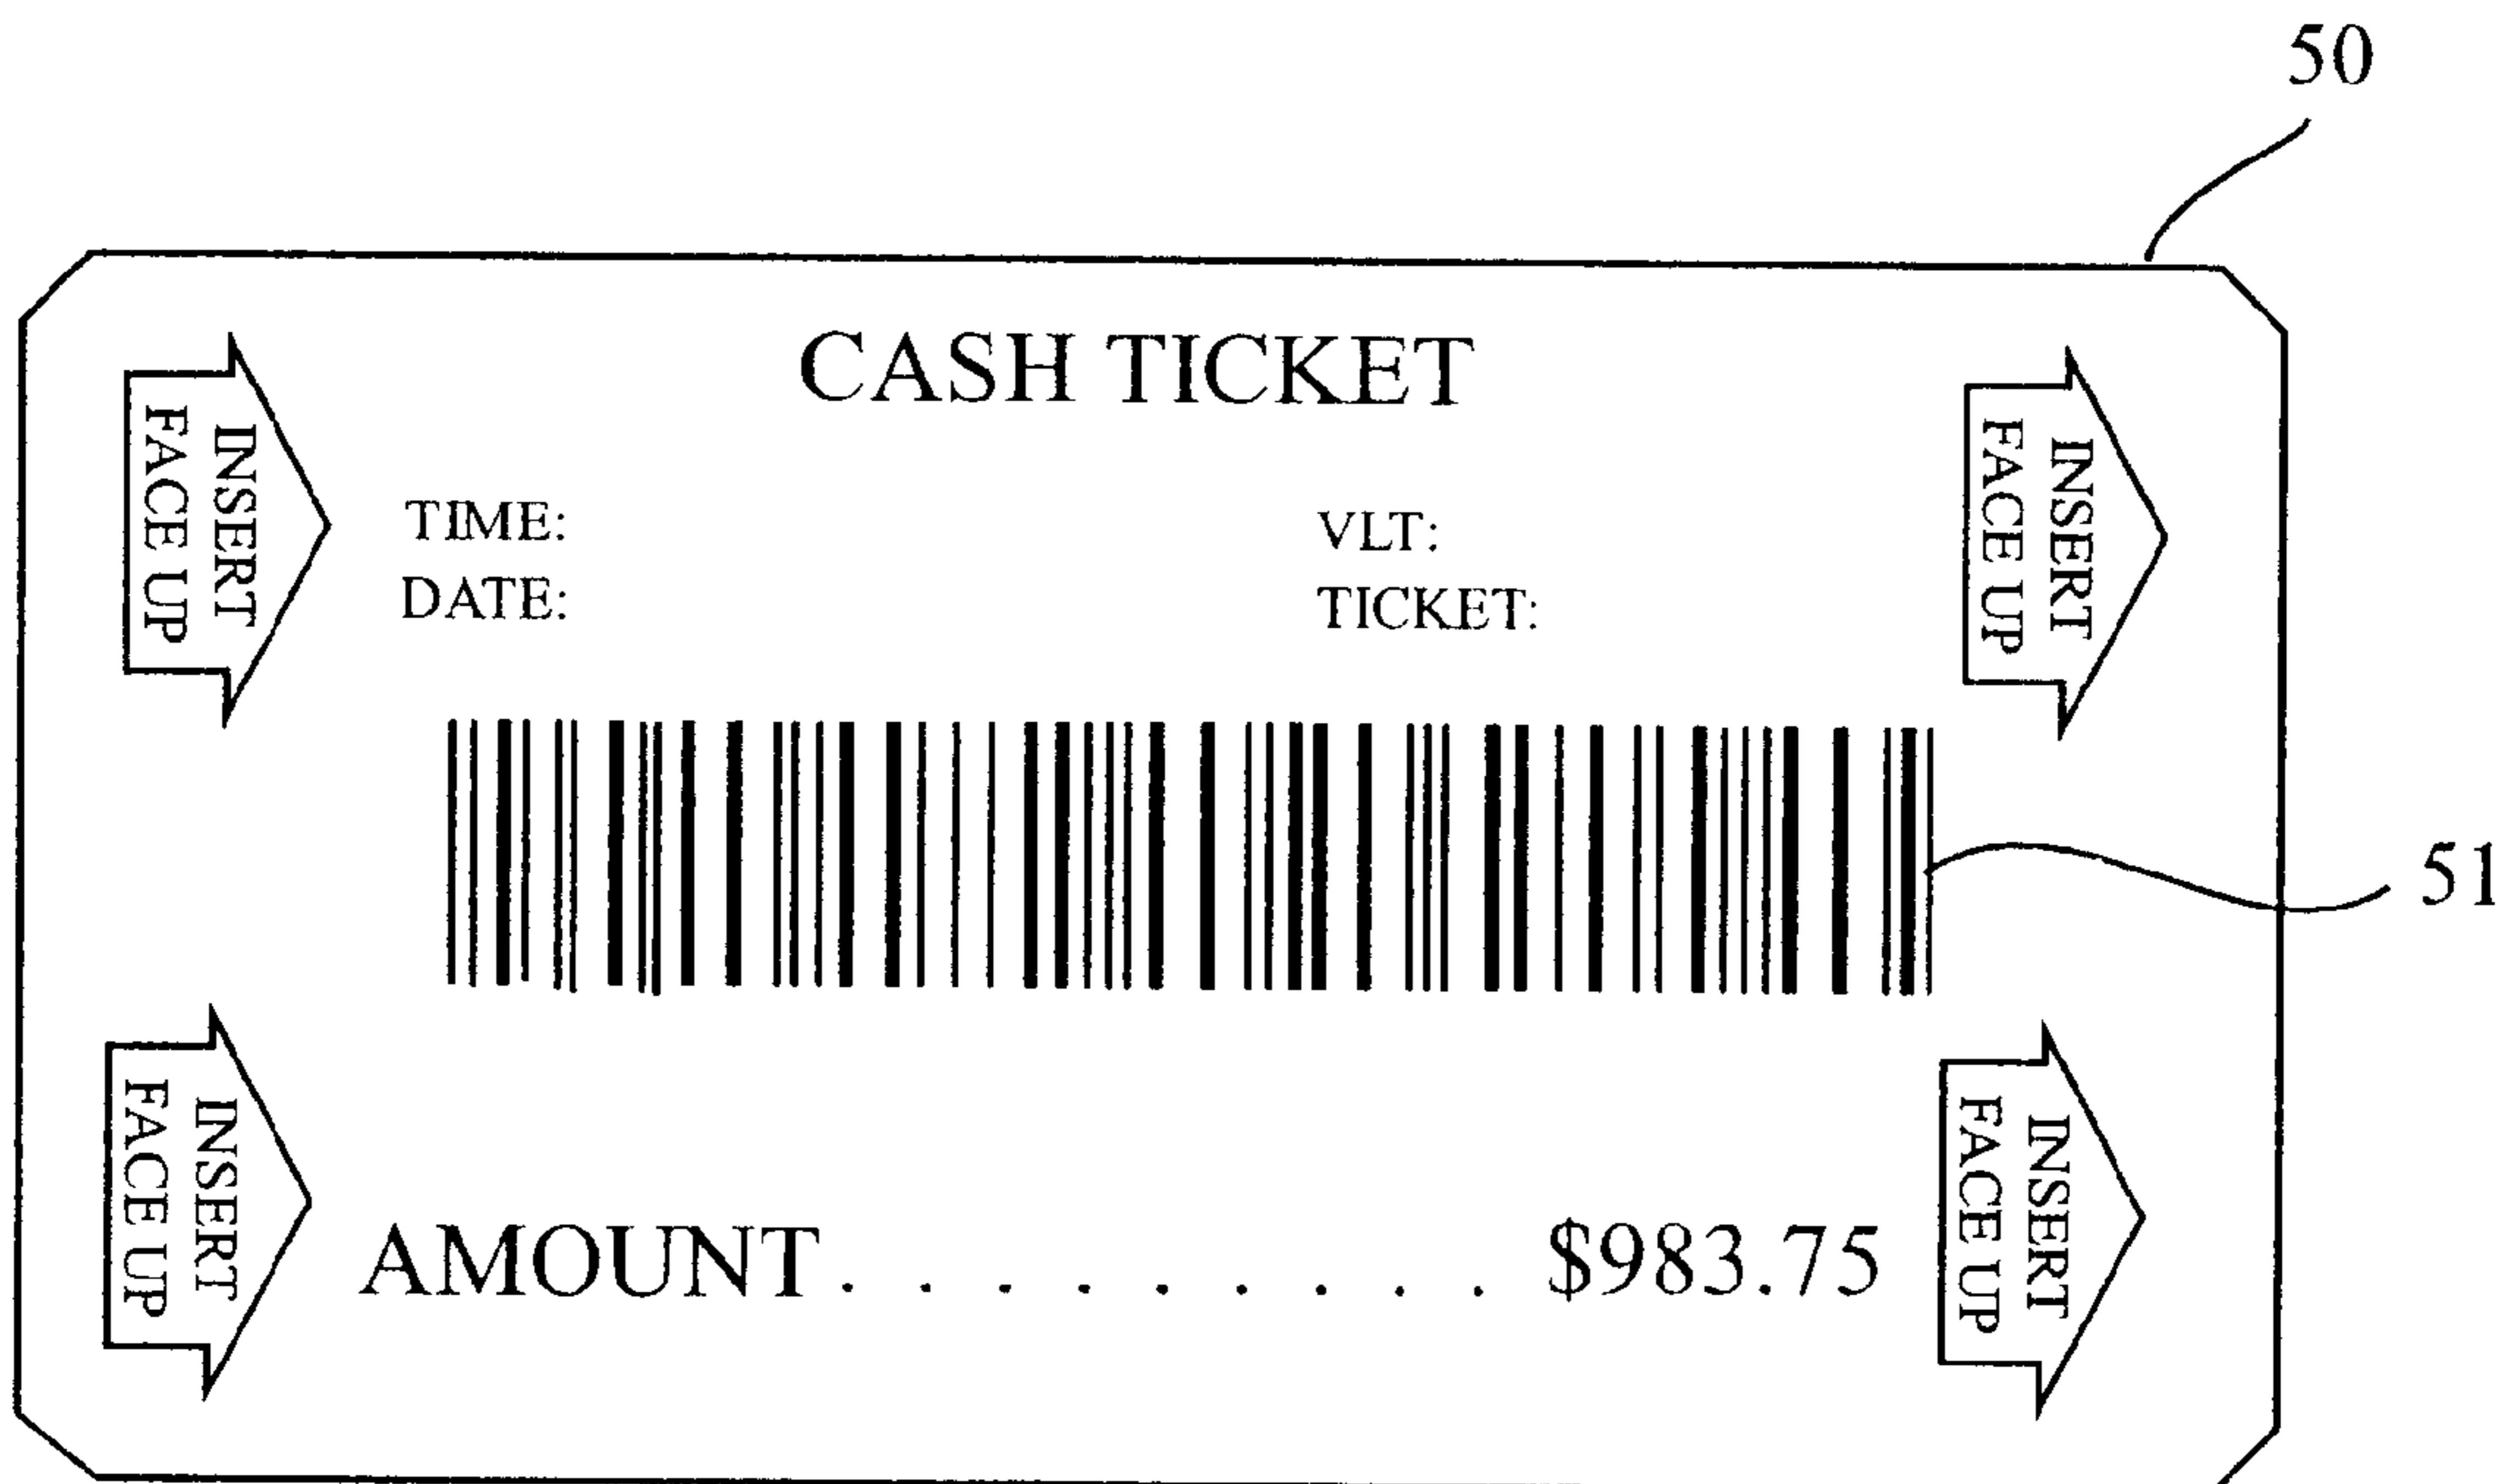 50
CASH TICKET
INSERT
FACE UP
INSERT
FACE UP
TIME:
VLT:
DATE:
TICKET:
51
INSERT
FACE UP
INSERT
FACE UP
AMOUNT. . . . . . . . . $983.75